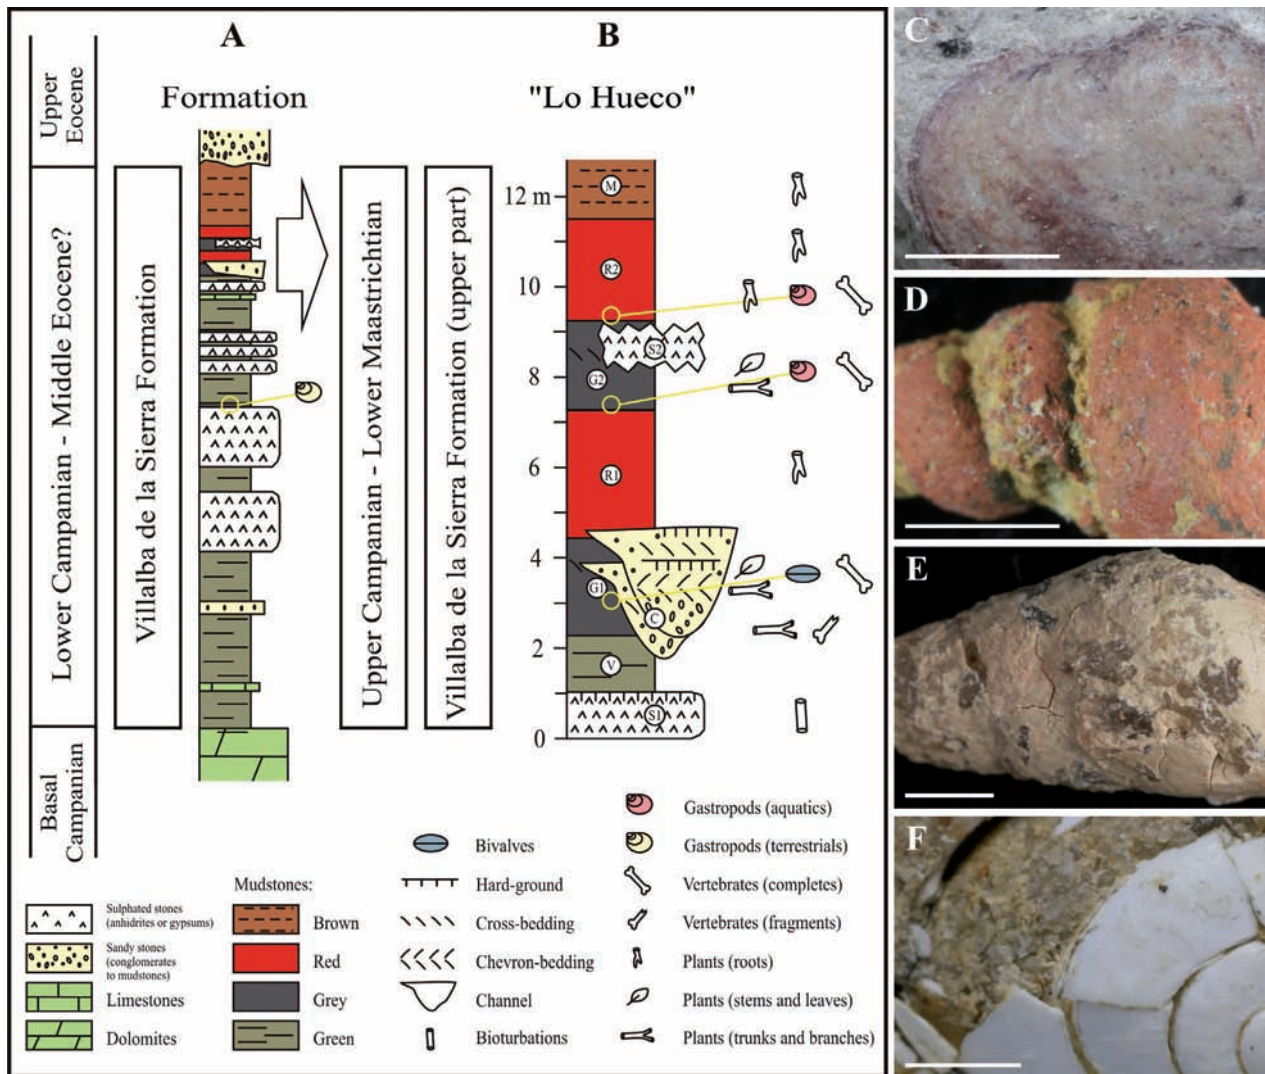 A
B
Formation
"Lo Hueco"
Upper
Eocene
Lower Campanian - Middle Eocene?
Basal
Campanian
Villalba de la Sierra Formation
Upper Campanian - Lower Maastrichtian
Villalba de la Sierra Formation (upper part)
12 m
10
8
6
4
2
0
M
R2
S2
G2
R1
G1
C
V
S1
Sulphated stones
(anhidrites or gypsums)
Sandy stones
(conglomerates
to mudstones)
Limestones
Dolomites
Mudstones:
Brown
Red
Grey
Green
Bivalves
Hard-ground
Cross-bedding
Chevron-bedding
Channel
Bioturbations
Gastropods (aquatics)
Gastropods (terrestrials)
Vertebrates (completes)
Vertebrates (fragments)
Plants (roots)
Plants (stems and leaves)
Plants (trunks and branches)
C
D
E
F